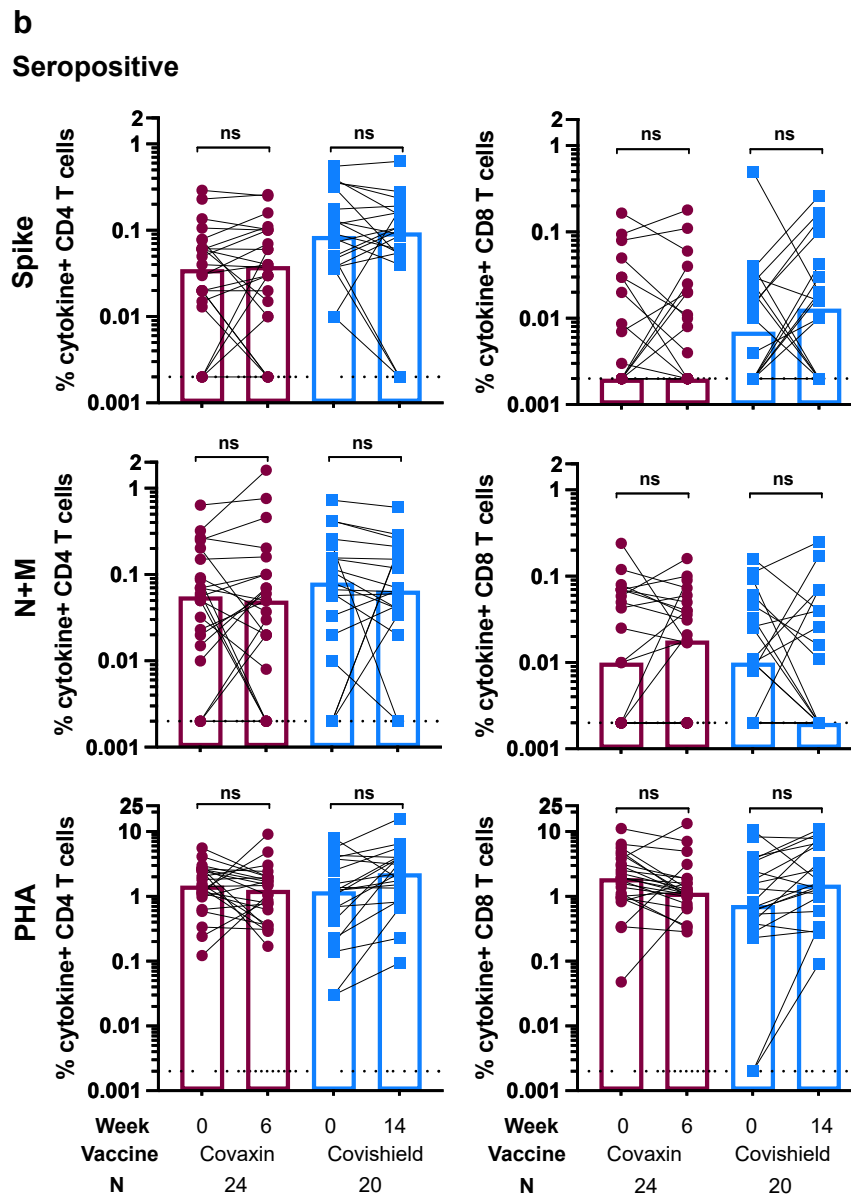 b
Seropositive
Spike
% cytokine+ CD4 T cells
2
1
0.1
0.01
0.001
ns
ns
% cytokine+ CD8 T cells
2
1
0.1
0.01
0.001
ns
ns
N+M
% cytokine+ CD4 T cells
2
1
0.1
0.01
0.001
ns
ns
% cytokine+ CD8 T cells
2
1
0.1
0.01
0.001
ns
ns
PHA
% cytokine+ CD4 T cells
25
10
1
0.1
0.01
0.001
ns
ns
% cytokine+ CD8 T cells
25
10
1
0.1
0.01
0.001
ns
ns
Week 0 6 0 14 Week 0 6 0 14
Vaccine Covaxin Covishield Vaccine Covaxin Covishield
N 24 20 N 24 20